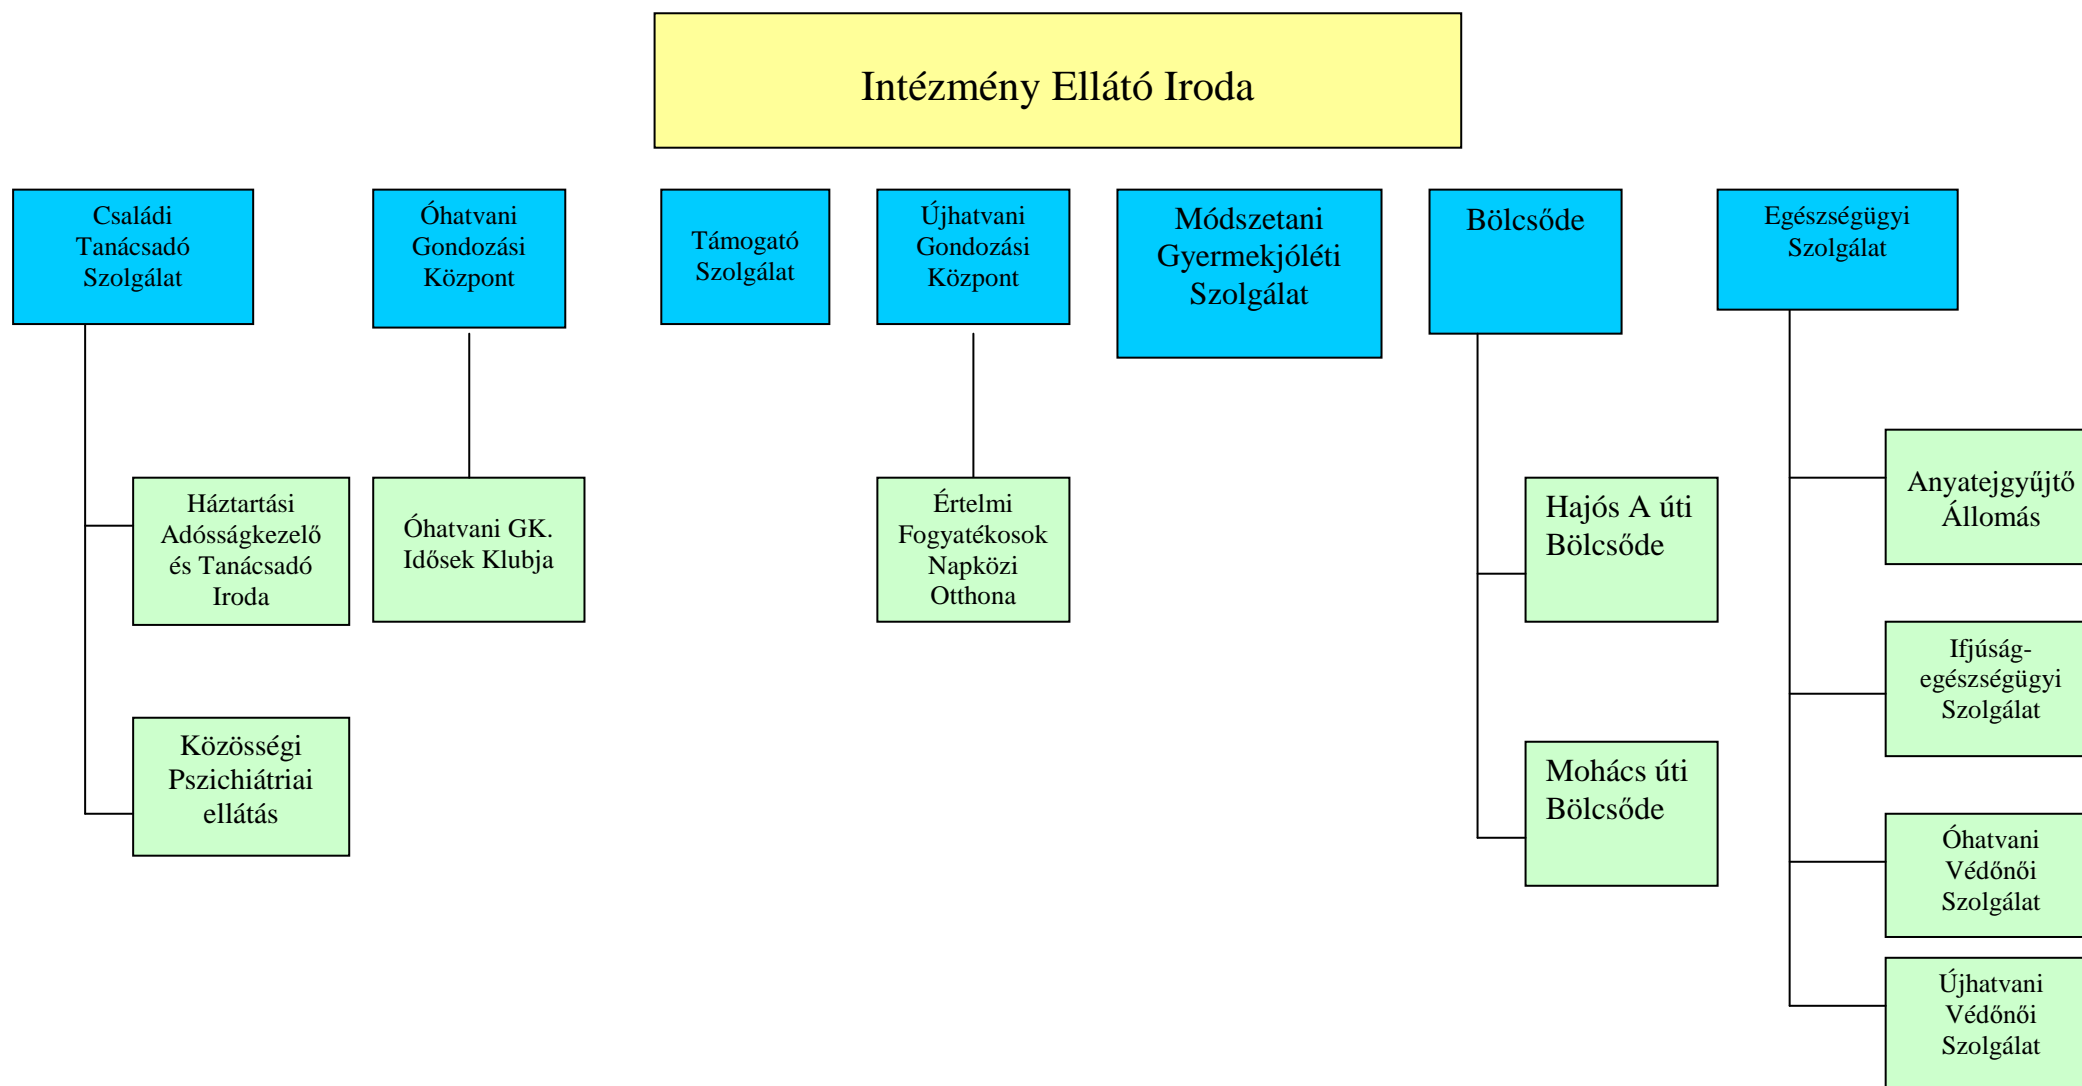 Intézmény Ellátó Iroda
Családi
Tanácsadó
Szolgálat
Óhatvani
Gondozási
Központ
Támogató
Szolgálat
Újhatvani
Gondozási
Központ
Módszetani
Gyermekjóléti
Szolgálat
Bölcsőde
Egészségügyi
Szolgálat
Háztartási
Adósságkezelő
és Tanácsadó
Iroda
Közösségi
Pszichiátriai
ellátás
Óhatvani GK.
Idősek Klubja
Értelmi
Fogyatékosok
Napközi
Otthona
Hajós A úti
Bölcsőde
Mohács úti
Bölcsőde
Anyatejgyűjtő
Állomás
Ifjúság-
egészségügyi
Szolgálat
Óhatvani
Védőnői
Szolgálat
Újhatvani
Védőnői
Szolgálat